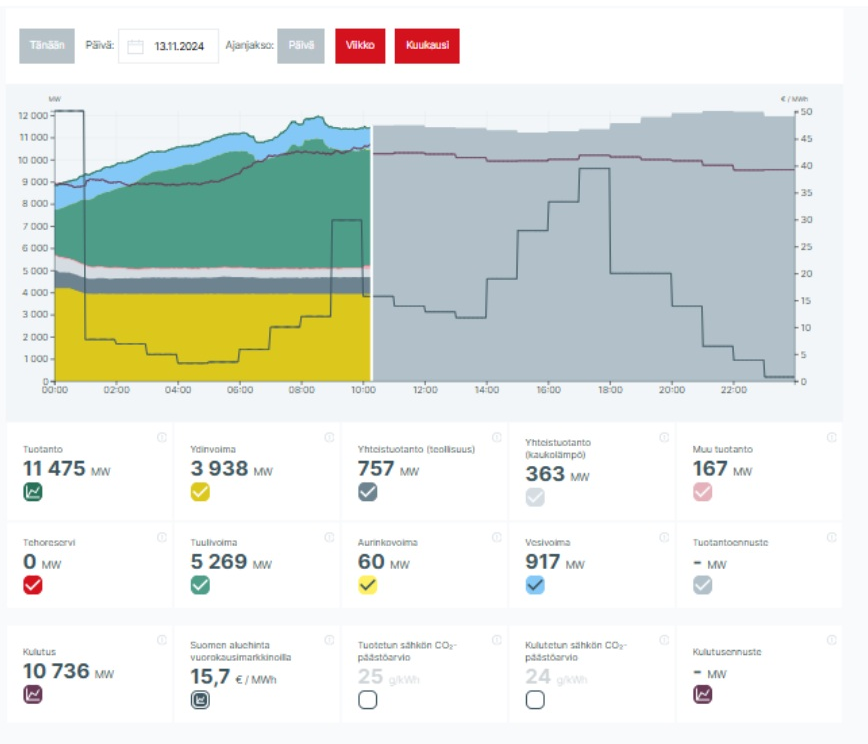 Tänään Päivä: 13.11.2024 Ajanjakso: Päivä Viikko Kuukausi
MW € / MWh
12 000 50
11 000 45
10 000 40
9 000 35
8 000
7 000 30
6 000 25
5 000 20
4 000
3 000 15
2 000 10
1 000 5
0 0
00:00 02:00 04:00 06:00 08:00 10:00 12:00 14:00 16:00 18:00 20:00 22:00
Tuotanto
11 475 MW
Ydinvoima
3 938 MW
Yhteistuotanto (teollisuus)
757 MW
Yhteistuotanto
(kaukolämpö)
363 MW
Muu tuotanto
167 MW
Tehoreservi
0 MW
Tuulivoima
5 269 MW
Aurinkovoima
60 MW
Vesivoima
917 MW
Tuotantoennuste
- MW
Kulutus
10 736 MW
Suomen aluehinta
vuorokausimarkkinoilla
15,7 € / MWh
Tuotetun sähkön CO₂-
päästöarvio
25 g/kWh
Kulutetun sähkön CO₂-
päästöarvio
24 g/kWh
Kulutusennuste
- MW